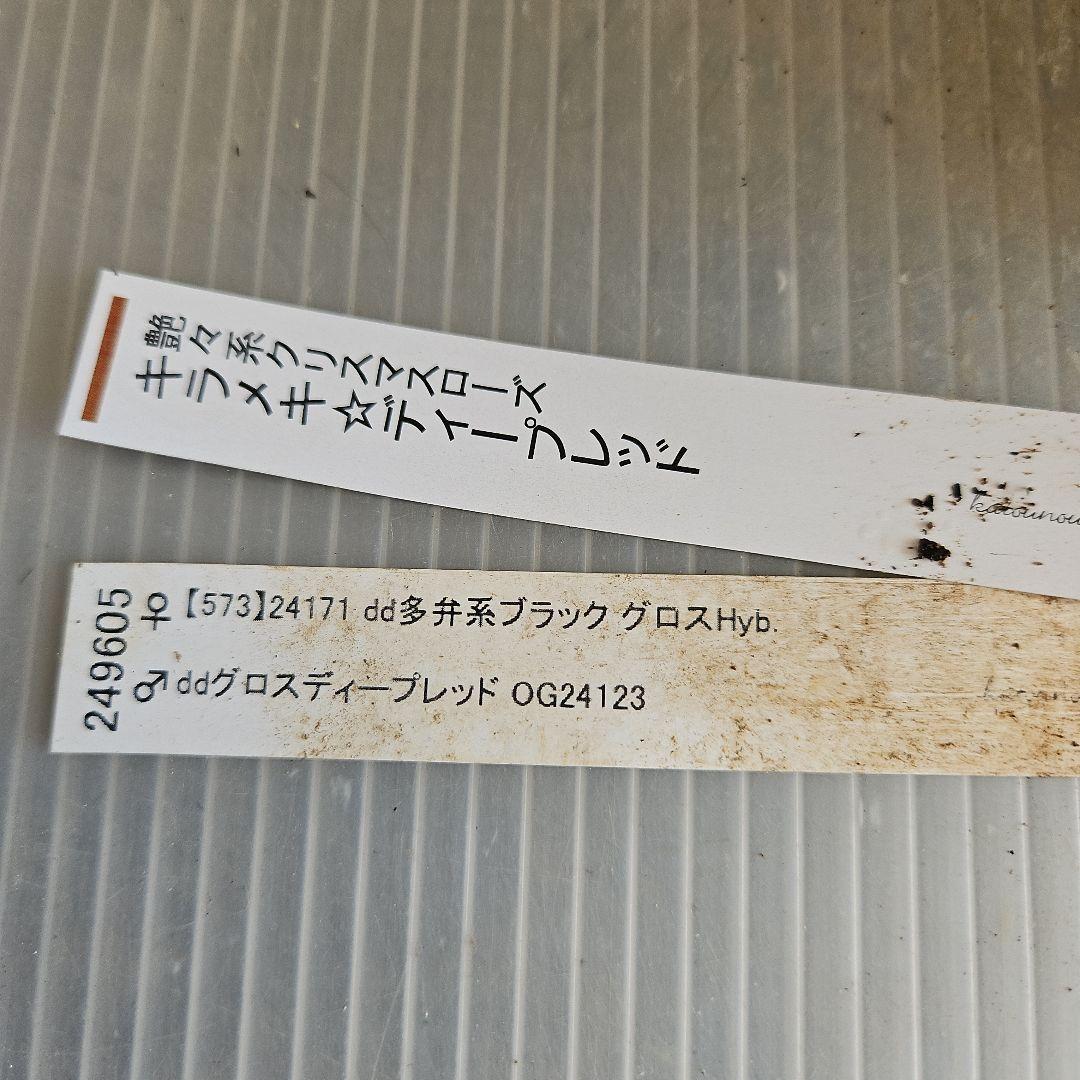 艶々系クリスマスローズ
キラメキ☆ディープレッド
249605
♀【573】24171 dd多弁系ブラック グロスHyb.
♂ddグロスディープレッド OG24123